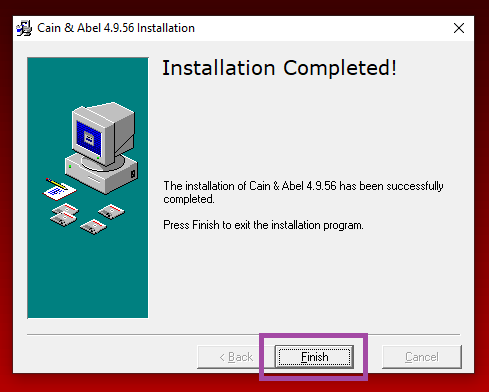 Cain & Abel 4.9.56 Installation
Installation Completed!
The installation of Cain & Abel 4.9.56 has been successfully
completed.
Press Finish to exit the installation program.
< Back
Finish
Cancel